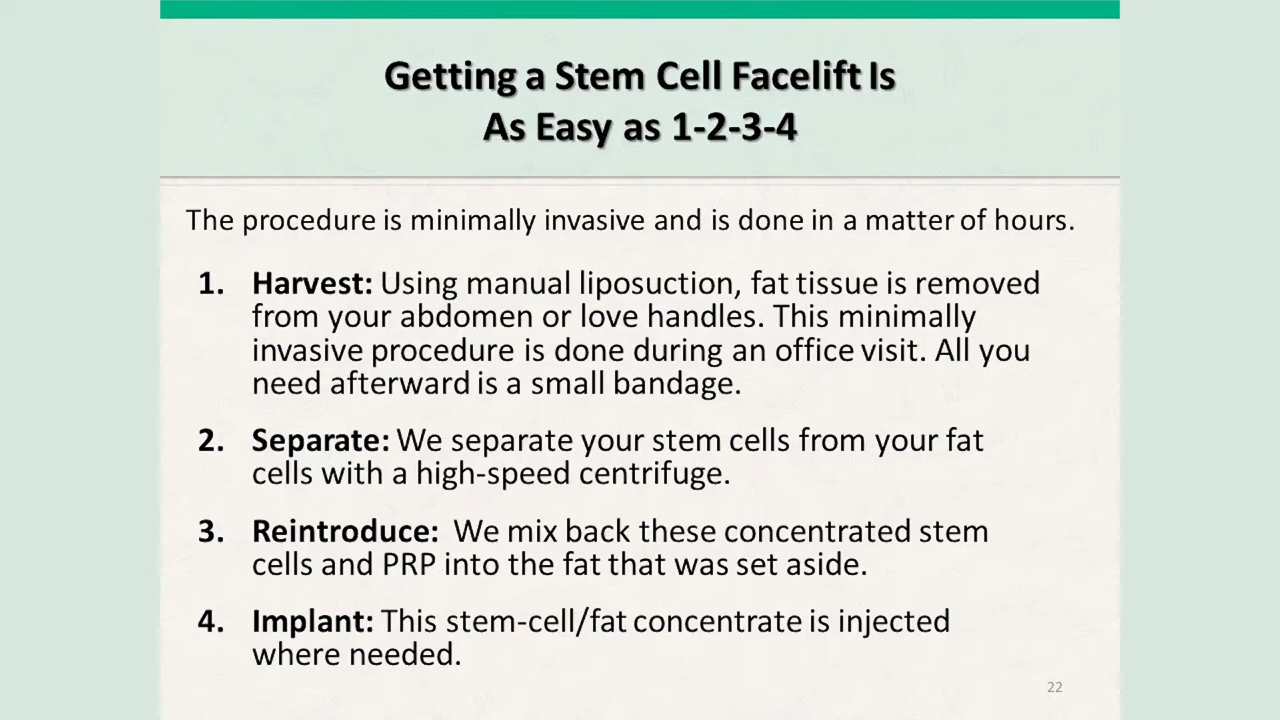 Getting a Stem Cell Facelift Is
As Easy as 1-2-3-4
The procedure is minimally invasive and is done in a matter of hours.
1. Harvest: Using manual liposuction, fat tissue is removed
from your abdomen or love handles. This minimally
invasive procedure is done during an office visit. All you
need afterward is a small bandage.
2. Separate: We separate your stem cells from your fat
cells with a high-speed centrifuge.
3. Reintroduce: We mix back these concentrated stem
cells and PRP into the fat that was set aside.
4. Implant: This stem-cell/fat concentrate is injected
where needed.
22